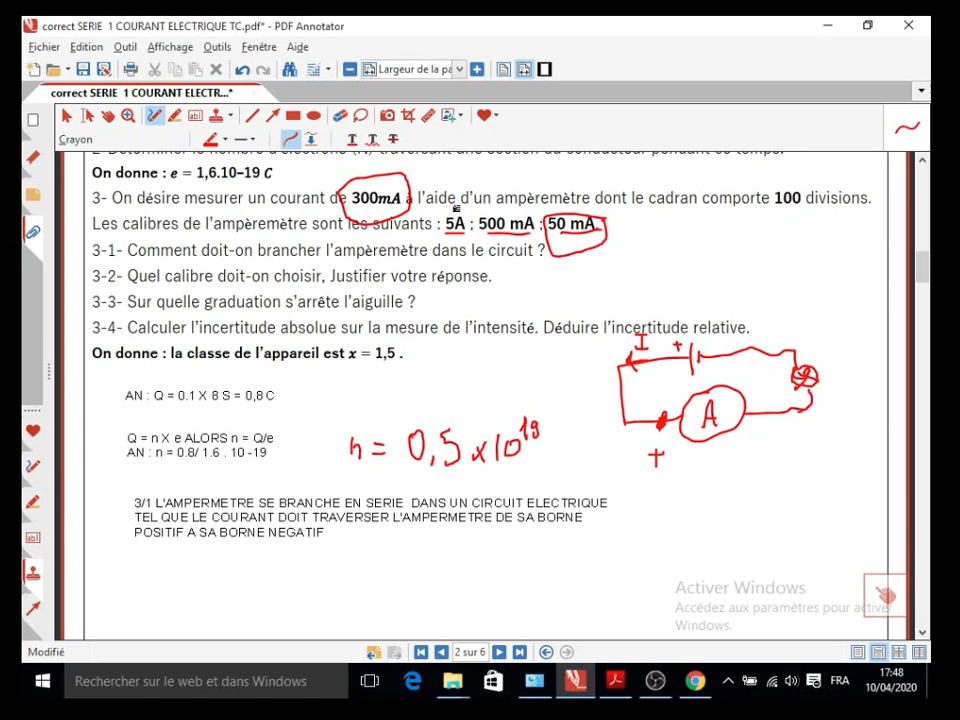 correct SERIE 1 COURANT ELECTRIQUE TC.pdf* - PDF Annotator
Fichier Edition Outil Affichage Outils Fenêtre Aide
Largeur de la pa
correct SERIE 1 COURANT ELECTR...*
Crayon
On donne : e = 1,6.10–19 C
3- On désire mesurer un courant de 300mA à l'aide d'un ampèremètre dont le cadran comporte 100 divisions.
Les calibres de l'ampèremètre sont les suivants : 5A ; 500 mA ; 50 mA.
3-1- Comment doit-on brancher l'ampèremètre dans le circuit ?
3-2- Quel calibre doit-on choisir, Justifier votre réponse.
3-3- Sur quelle graduation s'arrête l'aiguille ?
3-4- Calculer l'incertitude absolue sur la mesure de l'intensité. Déduire l'incertitude relative.
On donne : la classe de l'appareil est x = 1,5 .
I +
A
+
AN : Q = 0.1 X 8 S = 0,8 C
Q = n X e ALORS n = Q/e
AN : n = 0.8/ 1.6 . 10 -19
n = 0,5 x 10^19
3/1 L'AMPERMETRE SE BRANCHE EN SERIE DANS UN CIRCUIT ELECTRIQUE
TEL QUE LE COURANT DOIT TRAVERSER L'AMPERMETRE DE SA BORNE
POSITIF A SA BORNE NEGATIF
Activer Windows
Accédez aux paramètres pour activer
Windows.
Modifié
2 sur 6
Rechercher sur le web et dans Windows
FRA
17:48
10/04/2020